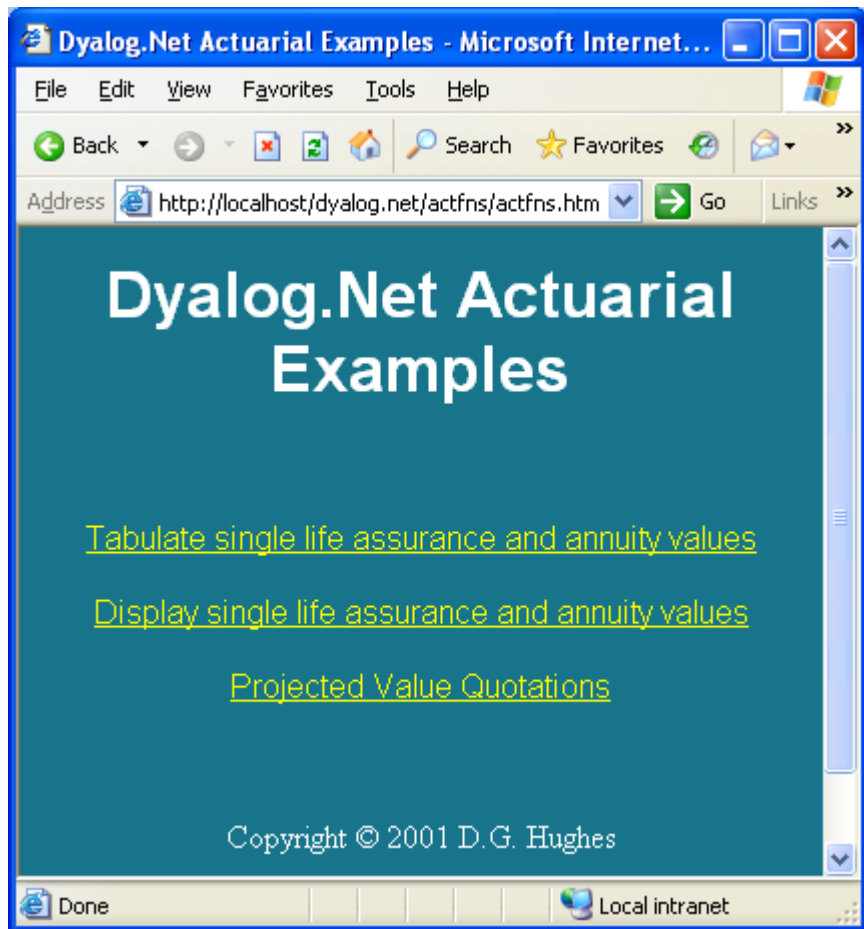 Dyalog.Net Actuarial Examples - Microsoft Internet...
File Edit View Favorites Tools Help
Back Search Favorites »
Address http://localhost/dyalog.net/actfns/actfns.htm Go Links »
Dyalog.Net Actuarial
Examples
Tabulate single life assurance and annuity values
Display single life assurance and annuity values
Projected Value Quotations
Copyright © 2001 D.G. Hughes
Done Local intranet